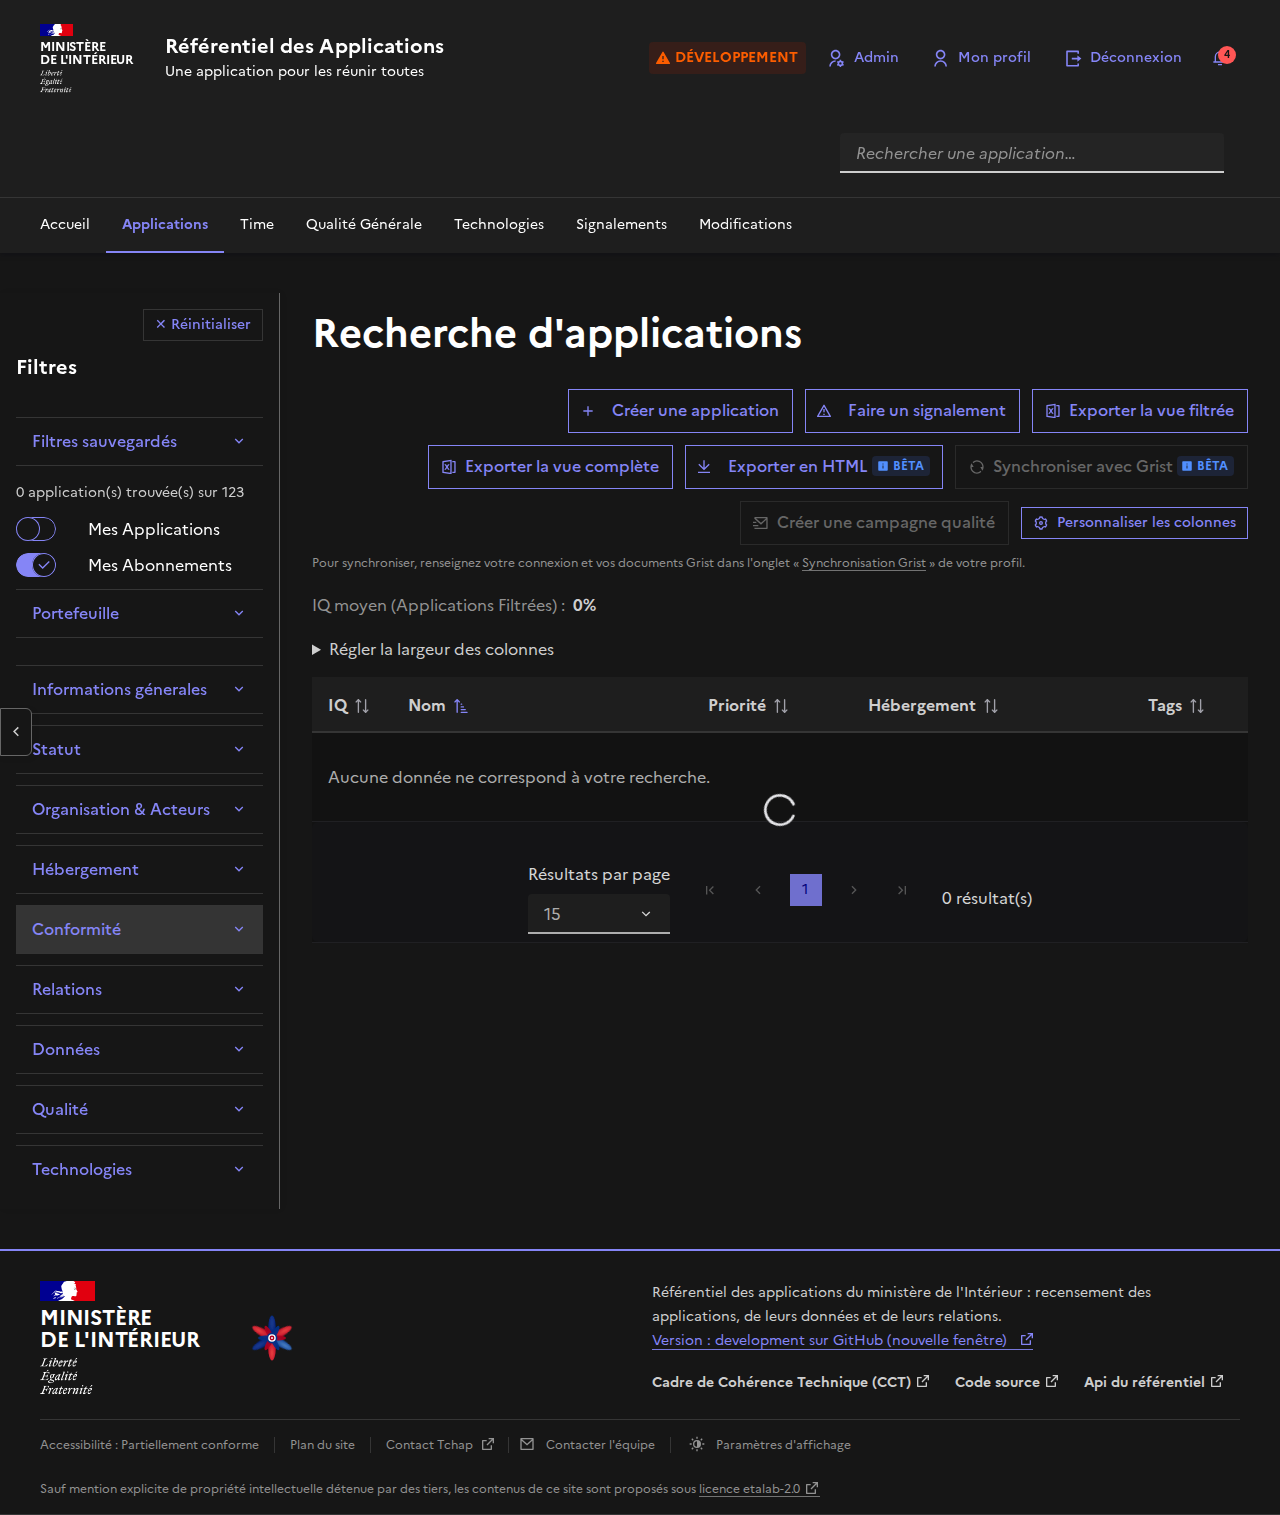 MINISTÈRE
DE L'INTÉRIEUR
Liberté
Égalité
Fraternité
Référentiel des Applications
Une application pour les réunir toutes
DÉVELOPPEMENT
Admin
Mon profil
Déconnexion
4
Rechercher une application...
Accueil
Applications
Time
Qualité Générale
Technologies
Signalements
Modifications
Réinitialiser
Filtres
Filtres sauvegardés
0 application(s) trouvée(s) sur 123
Mes Applications
Mes Abonnements
Portefeuille
Informations génerales
Statut
Organisation & Acteurs
Hébergement
Conformité
Relations
Données
Qualité
Technologies
Recherche d'applications
Créer une application
Faire un signalement
Exporter la vue filtrée
Exporter la vue complète
Exporter en HTML BÊTA
Synchroniser avec Grist BÊTA
Créer une campagne qualité
Personnaliser les colonnes
Pour synchroniser, renseignez votre connexion et vos documents Grist dans l'onglet « Synchronisation Grist » de votre profil.
IQ moyen (Applications Filtrées) : 0%
Régler la largeur des colonnes
IQ
Nom
Priorité
Hébergement
Tags
Aucune donnée ne correspond à votre recherche.
Résultats par page
15
1
0 résultat(s)
MINISTÈRE
DE L'INTÉRIEUR
Liberté
Égalité
Fraternité
Référentiel des applications du ministère de l'Intérieur : recensement des
applications, de leurs données et de leurs relations.
Version : development sur GitHub (nouvelle fenêtre)
Cadre de Cohérence Technique (CCT)
Code source
Api du référentiel
Accessibilité : Partiellement conforme
Plan du site
Contact Tchap
Contacter l'équipe
Paramètres d'affichage
Sauf mention explicite de propriété intellectuelle détenue par des tiers, les contenus de ce site sont proposés sous licence etalab-2.0